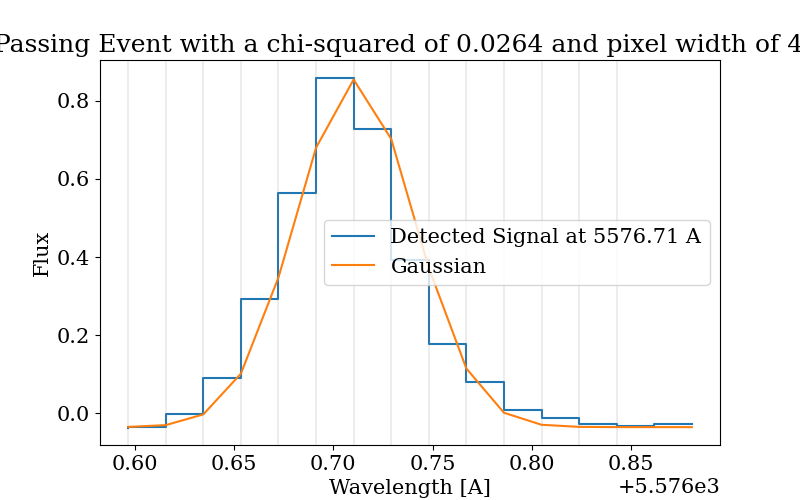 Passing Event with a chi-squared of 0.0264 and pixel width of 4
0.8
0.6
0.4
0.2
0.0
Flux
Detected Signal at 5576.71 A
Gaussian
0.60 0.65 0.70 0.75 0.80 0.85
+5.576e3
Wavelength [A]